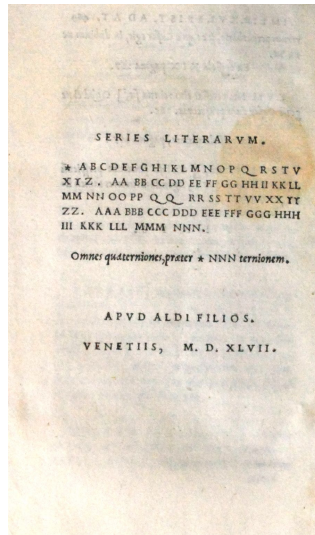 SERIES LITERARVM.
★ A B C D E F G H I K L M N O P Q R S T V
X Y Z . AA BB CC DD EE FF GG HH II KK LL
MM NN OO PP QQ RR SS TT VV XX YY
ZZ. AAA BBB CCC DDD EEE FFF GGG HHH
III KKK LLL MMM NNN.
Omnes quaterniones, præter ★ NNN ternionem.
APVD ALDI FILIOS.
VENETIIS, M. D. XLVII.